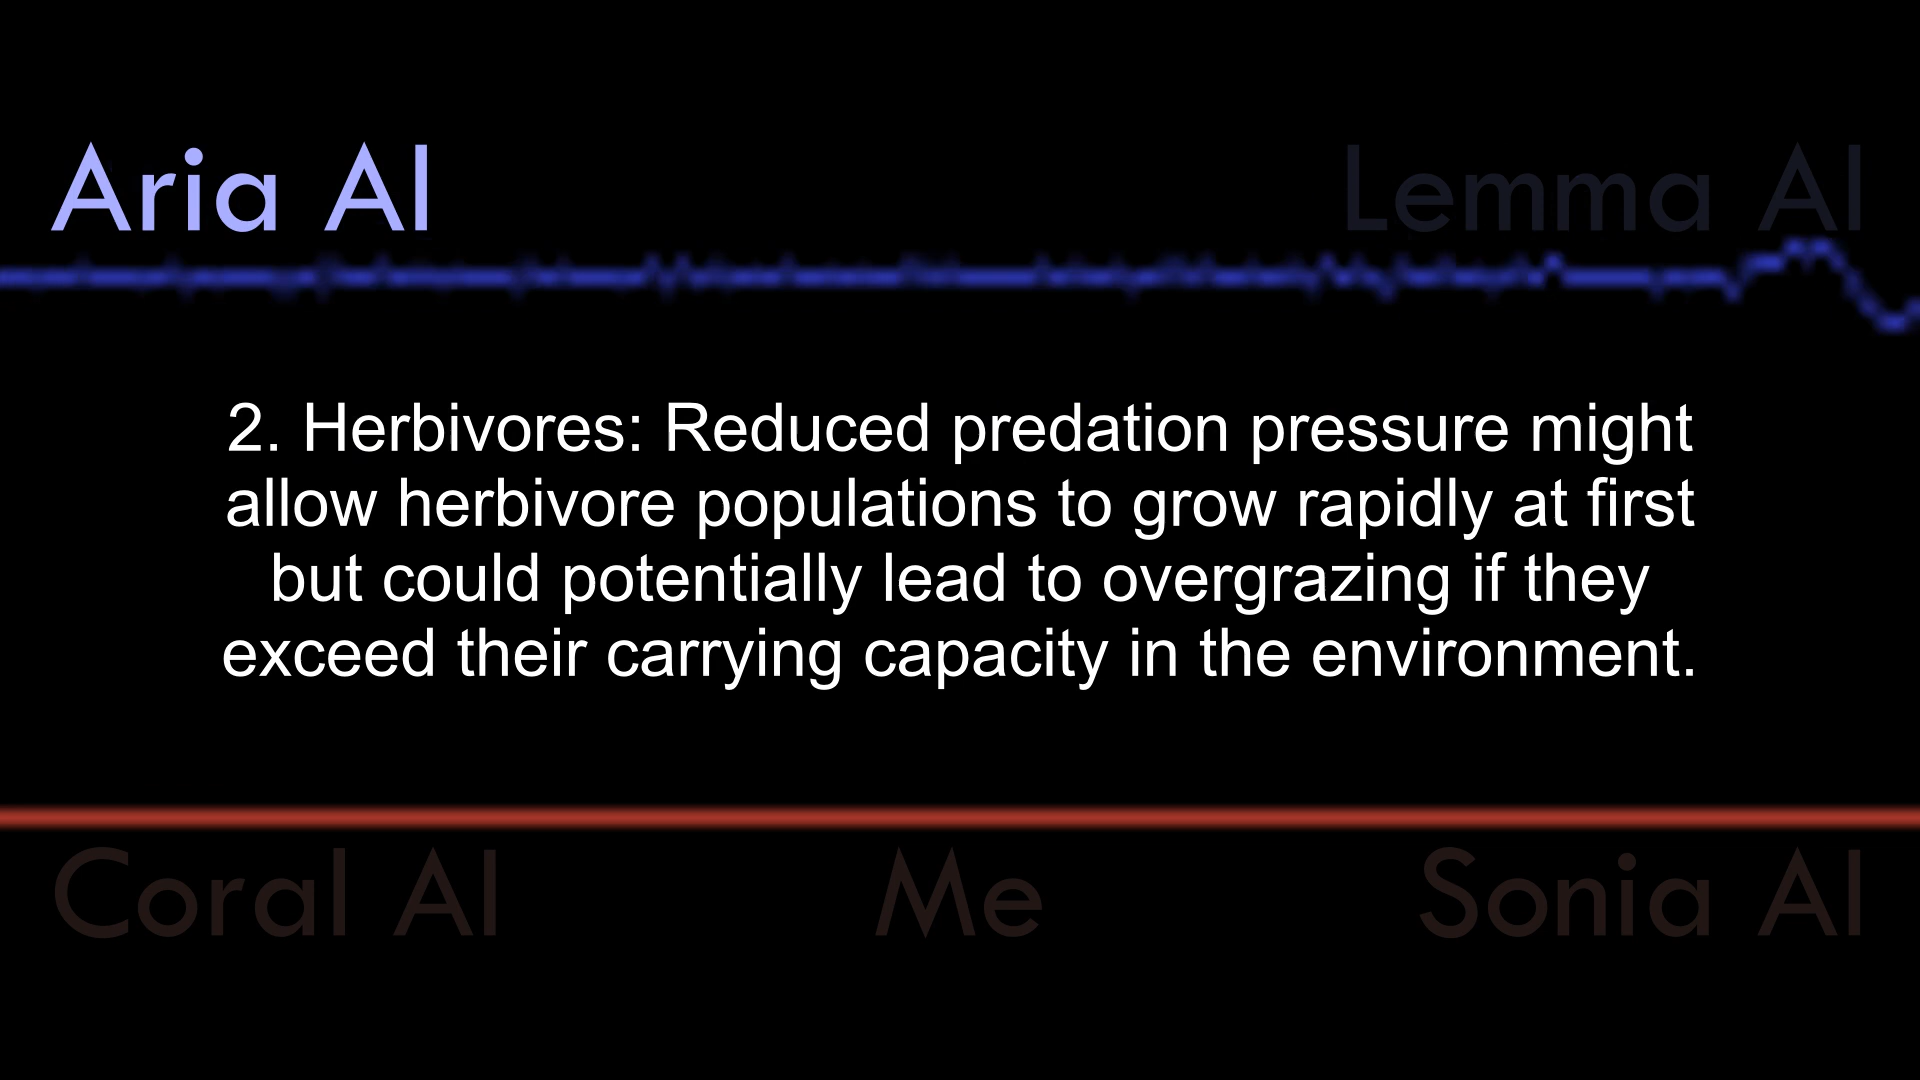 Aria AI
Lemma AI
2. Herbivores: Reduced predation pressure might
allow herbivore populations to grow rapidly at first
but could potentially lead to overgrazing if they
exceed their carrying capacity in the environment.
Coral AI
Me
Sonia AI